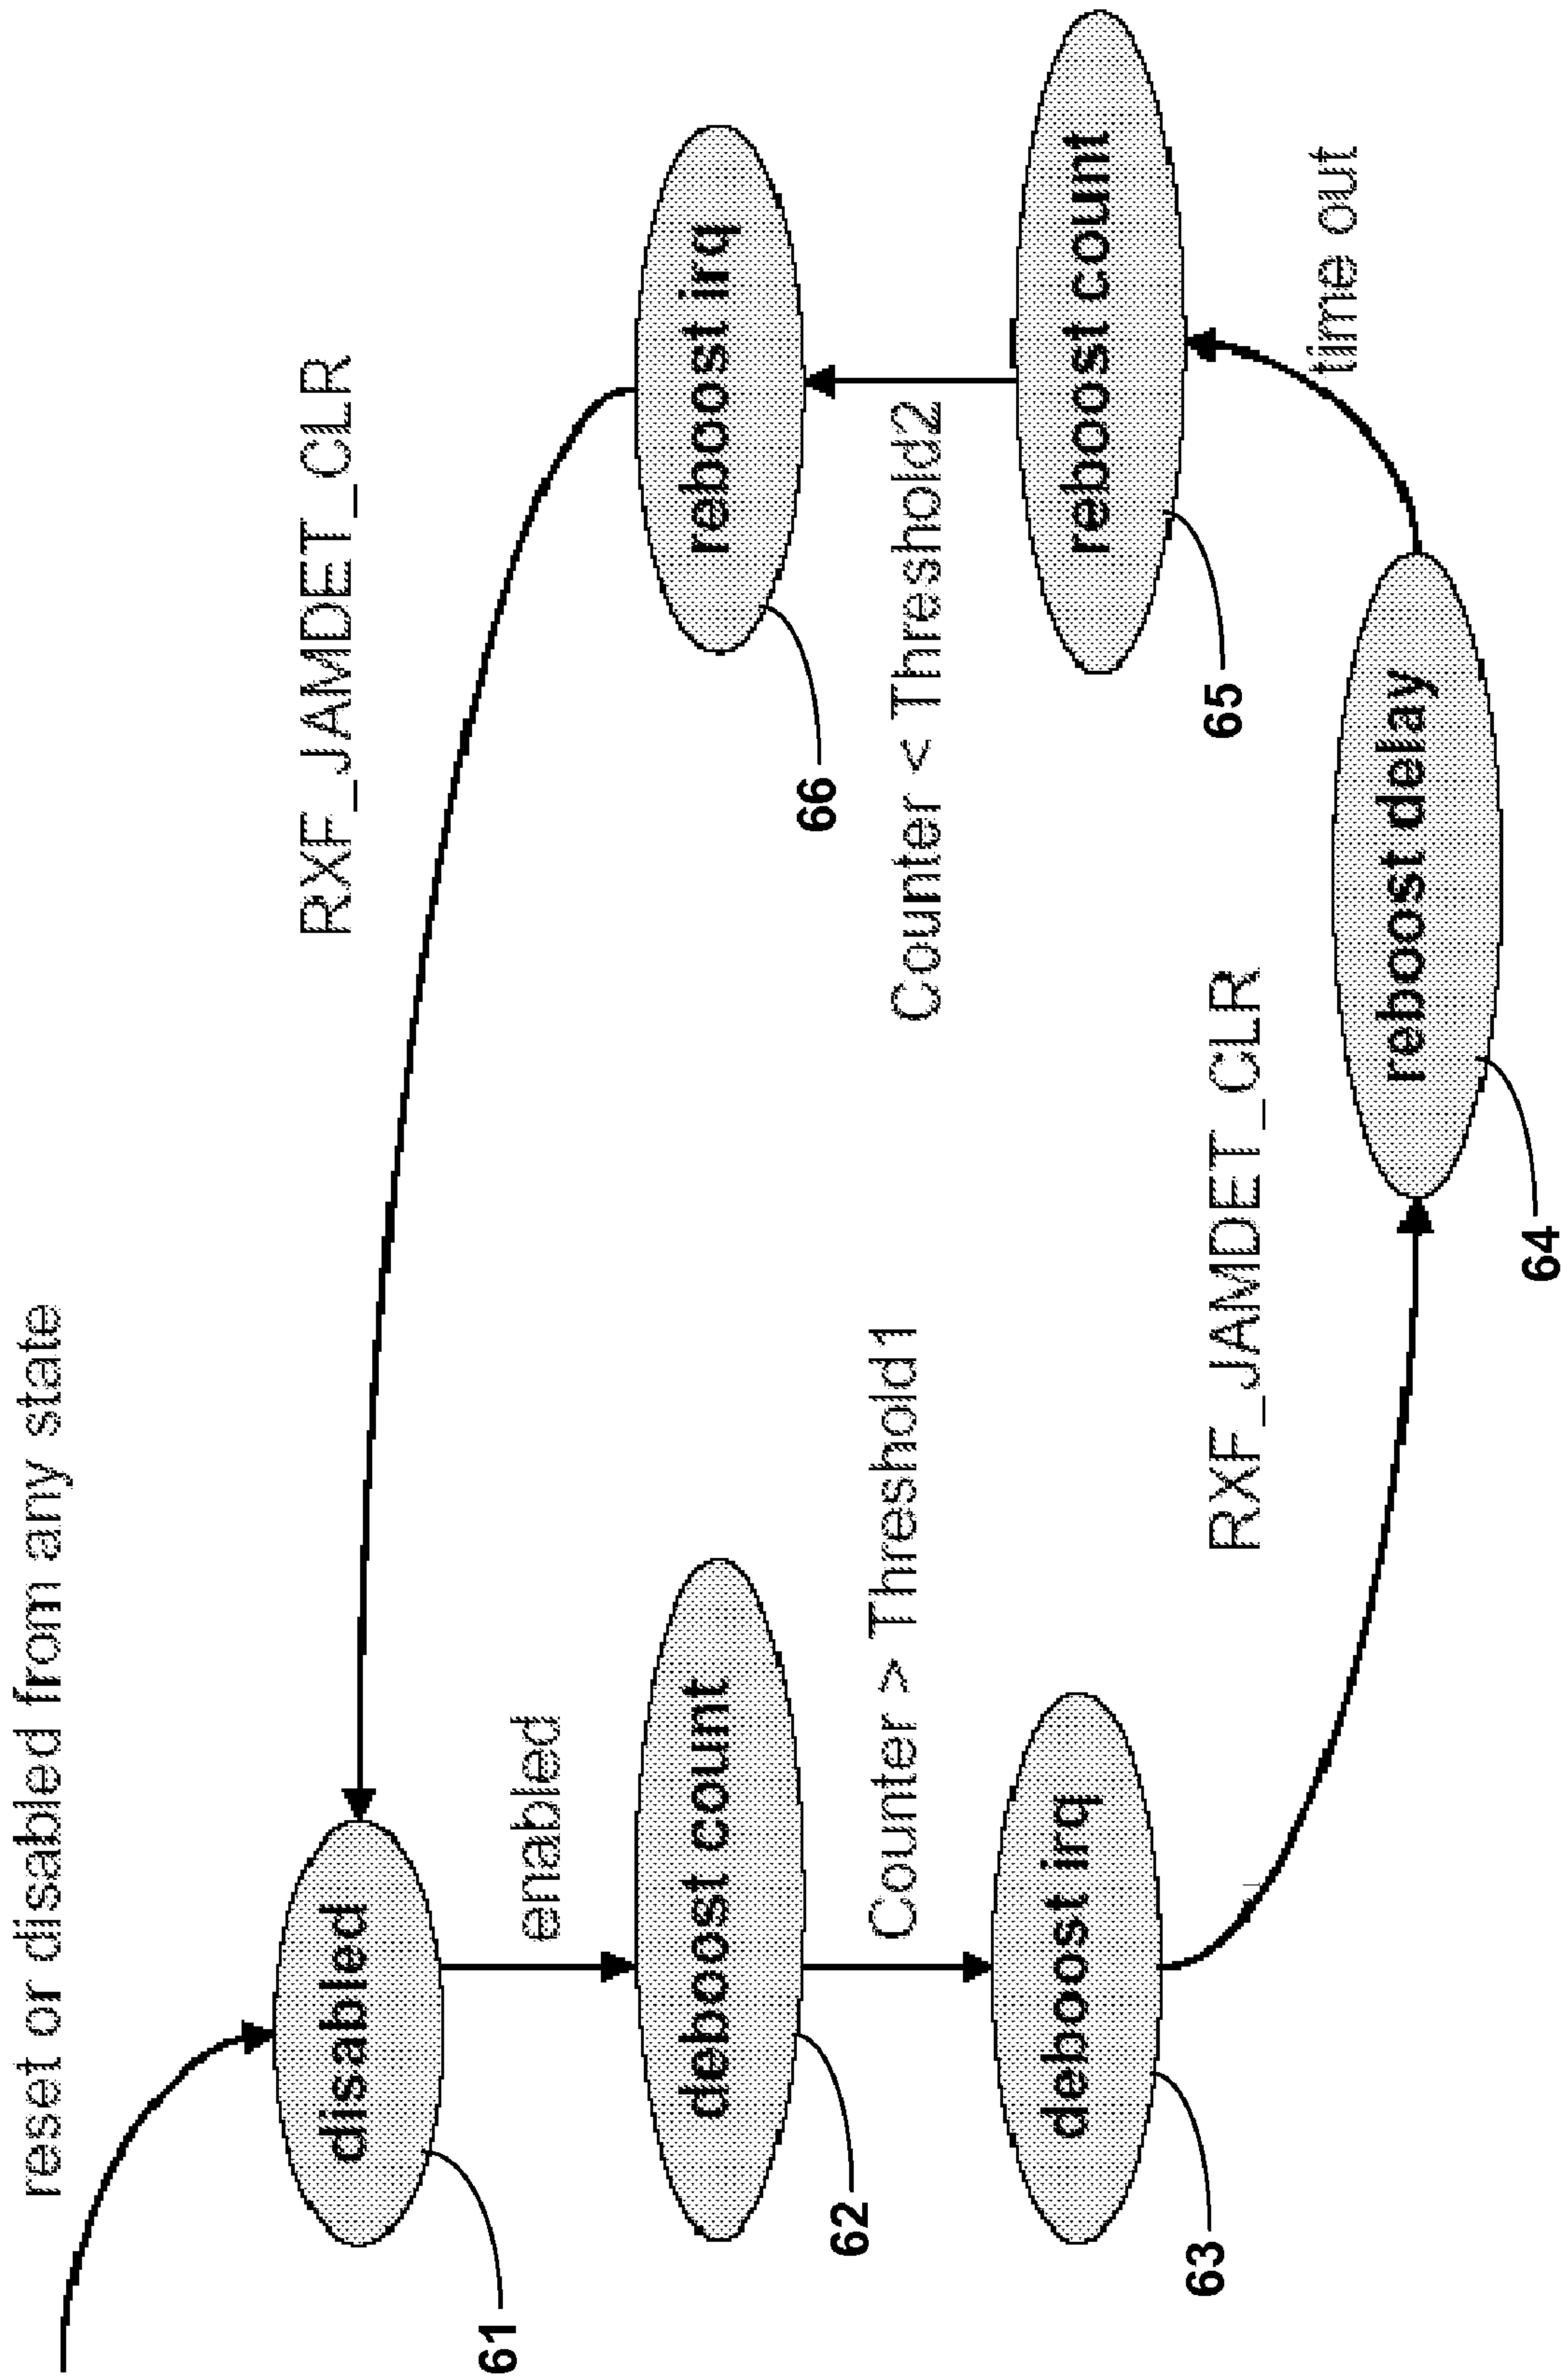 reset or disabled from any state
RXF_JAMDET_CLR
disabled
61
enabled
deboost count
reboost irq
62
66
Counter > Threshold1
Counter < Threshold2
deboost irq
reboost count
63
65
RXF_JAMDET_CLR
time out
reboost delay
64